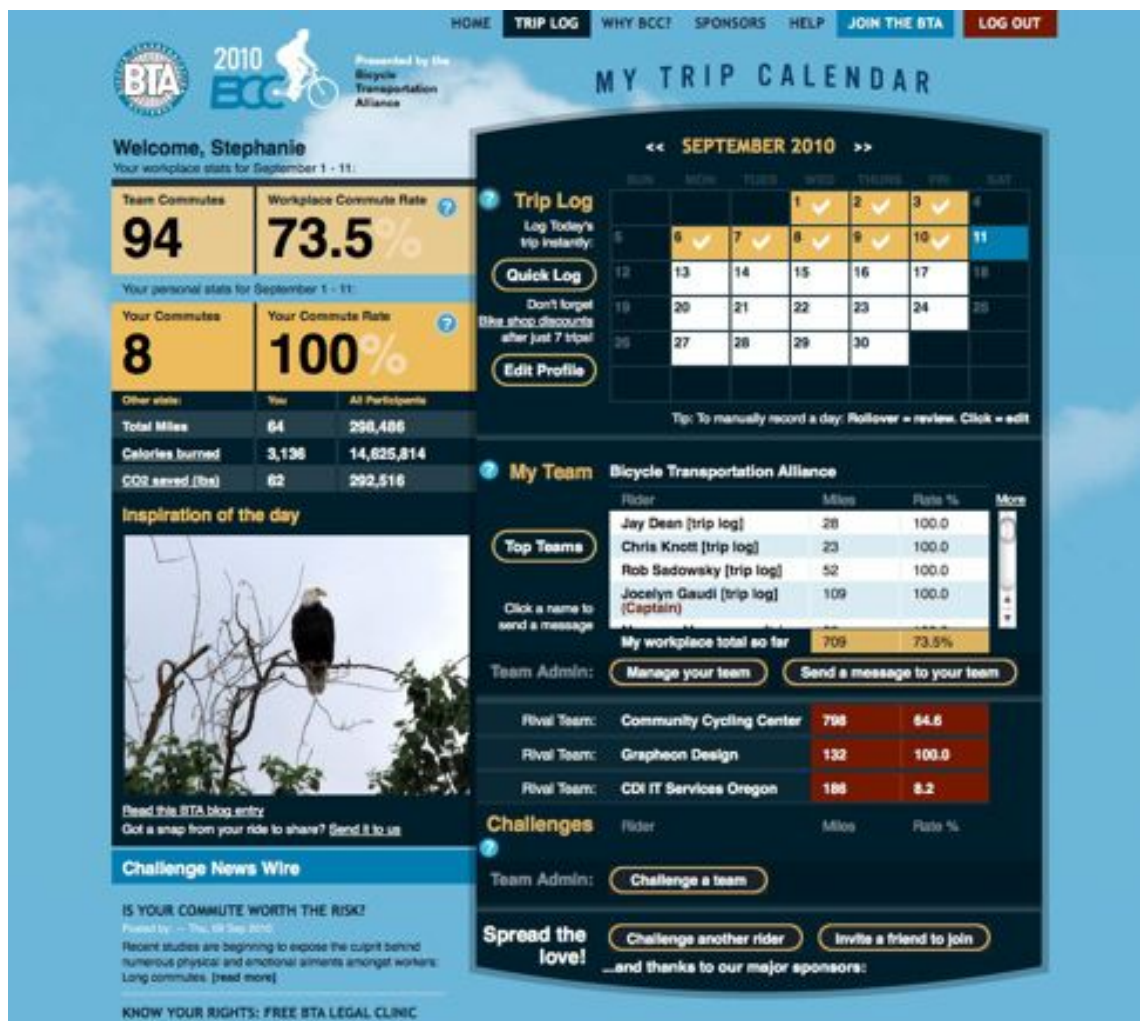 HOME TRIP LOG WHY BCC? SPONSORS HELP JOIN THE BTA LOG OUT
BTA
2010
BCC
Presented by the
Bicycle
Transportation
Alliance
MY TRIP CALENDAR
Welcome, Stephanie
Your workplace stats for September 1 - 11:
Team Commutes Workplace Commute Rate ?
94 73.5%
Your personal stats for September 1 - 11:
Your Commutes Your Commute Rate ?
8 100%
Other stats: You All Participants
Total Miles 64 298,486
Calories burned 3,136 14,625,814
CO2 saved (lbs) 62 292,516
Inspiration of the day
Read this BTA blog entry
Got a snap from your ride to share? Send it to us
Challenge News Wire
IS YOUR COMMUTE WORTH THE RISK?
Posted by: -- Thu, 09 Sep 2010
Recent studies are beginning to expose the culprit behind
numerous physical and emotional ailments amongst workers:
Long commutes. [read more]
KNOW YOUR RIGHTS: FREE BTA LEGAL CLINIC
<< SEPTEMBER 2010 >>
SUN MON TUES WED THURS FRI SAT
1 2 3 4
5 6 7 8 9 10 11
12 13 14 15 16 17 18
19 20 21 22 23 24 25
26 27 28 29 30
? Trip Log
Log Today's
trip instantly:
Quick Log
Don't forget
Bike shop discounts
after just 7 trips!
Edit Profile
Tip: To manually record a day: Rollover = review. Click = edit
? My Team Bicycle Transportation Alliance
Rider Miles Rate % More
Jay Dean [trip log] 28 100.0
Chris Knott [trip log] 23 100.0
Rob Sadowsky [trip log] 52 100.0
Jocelyn Gaudi [trip log] 109 100.0
(Captain)
My workplace total so far 709 73.5%
Top Teams
Click a name to
send a message
Team Admin: Manage your team Send a message to your team
Rival Team: Community Cycling Center 798 64.6
Rival Team: Grapheon Design 132 100.0
Rival Team: CDI IT Services Oregon 186 8.2
Challenges Rider Miles Rate %
?
Team Admin: Challenge a team
Spread the
love!
Challenge another rider Invite a friend to join
...and thanks to our major sponsors: